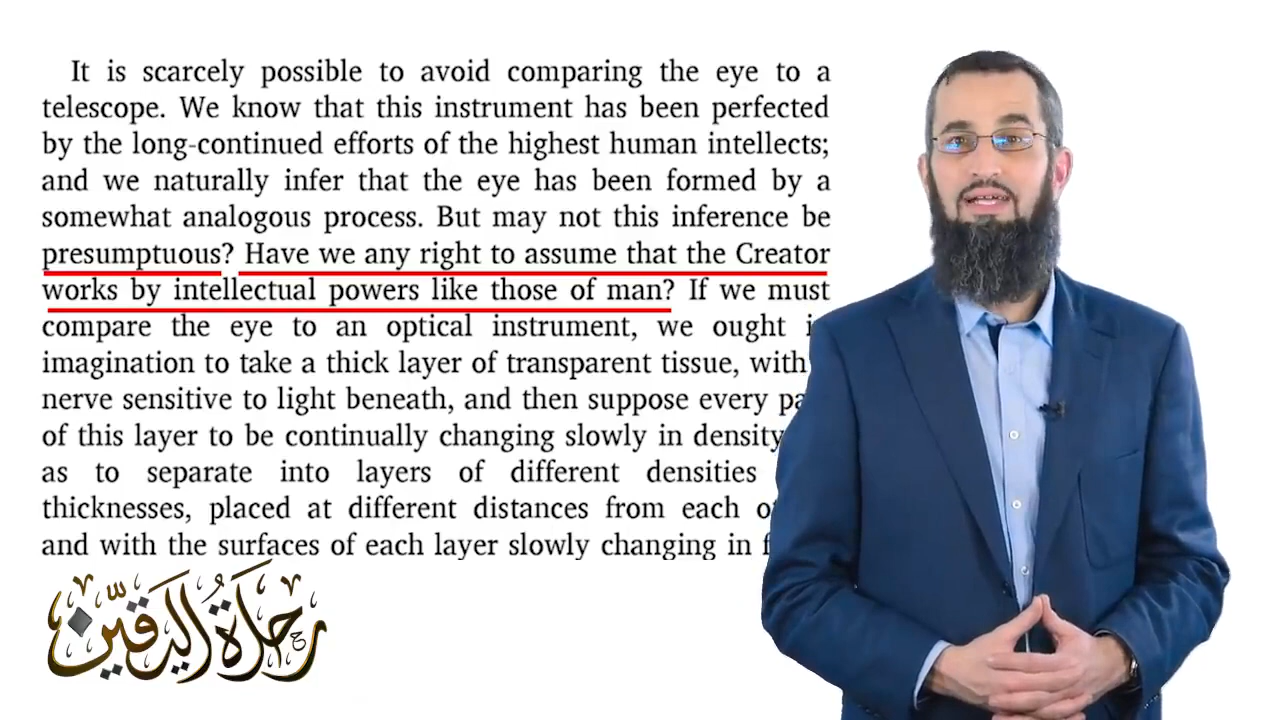 It is scarcely possible to avoid comparing the eye to a
telescope. We know that this instrument has been perfected
by the long-continued efforts of the highest human intellects;
and we naturally infer that the eye has been formed by a
somewhat analogous process. But may not this inference be
presumptuous? Have we any right to assume that the Creator
works by intellectual powers like those of man? If we must
compare the eye to an optical instrument, we ought
imagination to take a thick layer of transparent tissue, with
nerve sensitive to light beneath, and then suppose every
of this layer to be continually changing slowly in density
as to separate into layers of different densities
thicknesses, placed at different distances from each
and with the surfaces of each layer slowly changing in
رحلة اليقين